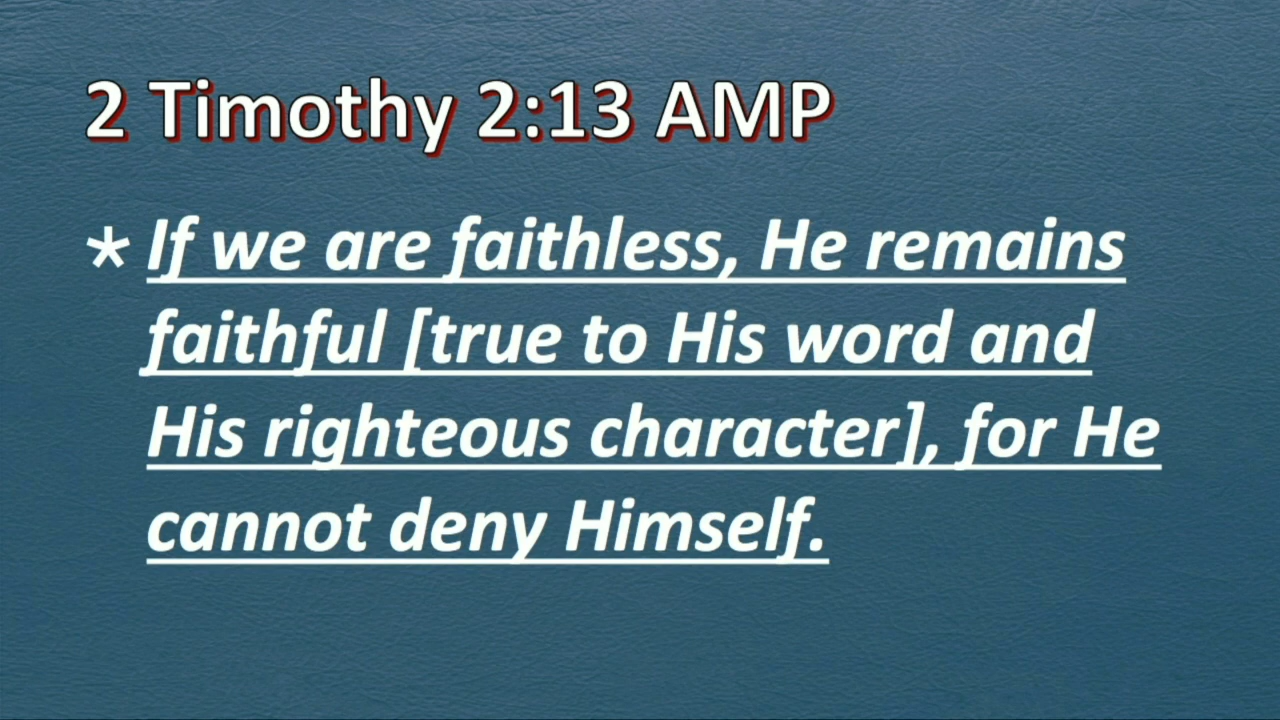 2 Timothy 2:13 AMP
* If we are faithless, He remains
faithful [true to His word and
His righteous character], for He
cannot deny Himself.